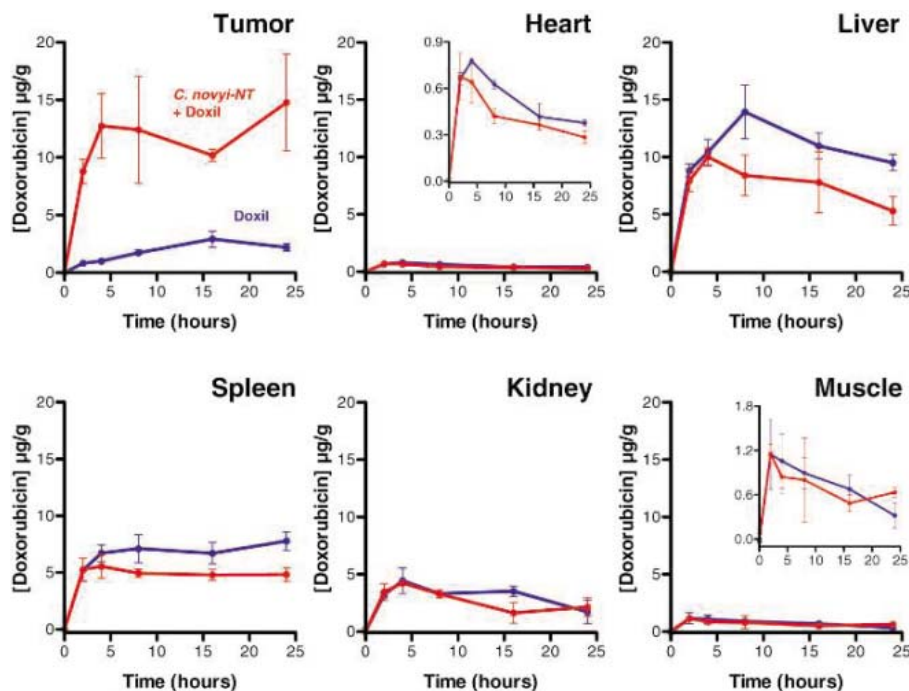 Tumor
[Doxorubicin] µg/g
20
15
10
5
0
C. novyi-NT
+ Doxil
Doxil
0 5 10 15 20 25
Time (hours)
Heart
20
15
10
5
0
0.9
0.6
0.3
0.0
0 5 10 15 20 25
0 5 10 15 20 25
Time (hours)
Liver
[Doxorubicin] µg/g
20
15
10
5
0
0 5 10 15 20 25
Time (hours)
Spleen
[Doxorubicin] µg/g
20
15
10
5
0
0 5 10 15 20 25
Time (hours)
Kidney
20
15
10
5
0
0 5 10 15 20 25
Time (hours)
Muscle
[Doxorubicin] µg/g
20
15
10
5
0
1.8
1.2
0.6
0.0
0 5 10 15 20 25
0 5 10 15 20 25
Time (hours)